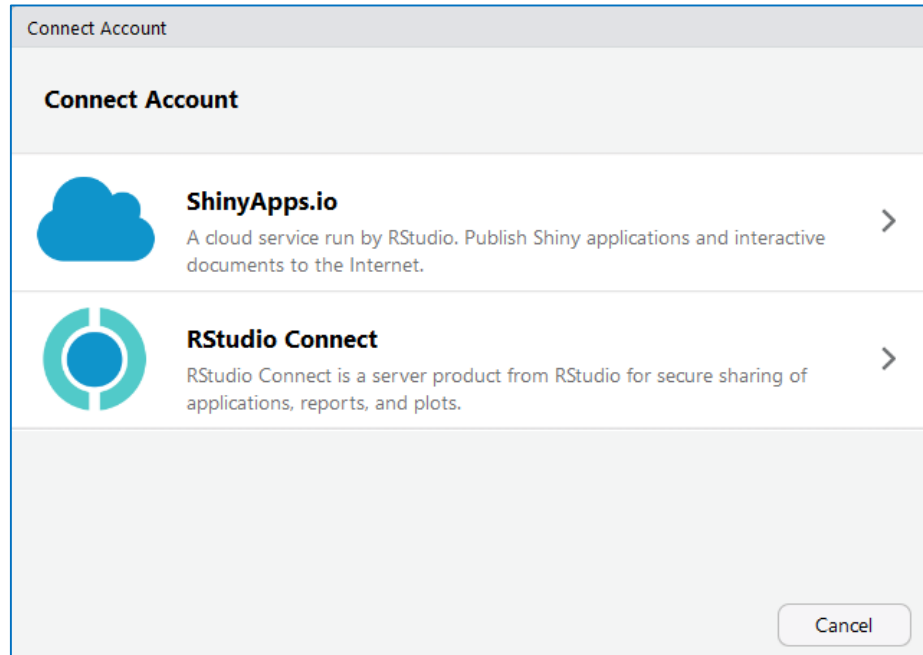 Connect Account
Connect Account
ShinyApps.io
A cloud service run by RStudio. Publish Shiny applications and interactive
documents to the Internet.
RStudio Connect
RStudio Connect is a server product from RStudio for secure sharing of
applications, reports, and plots.
Cancel